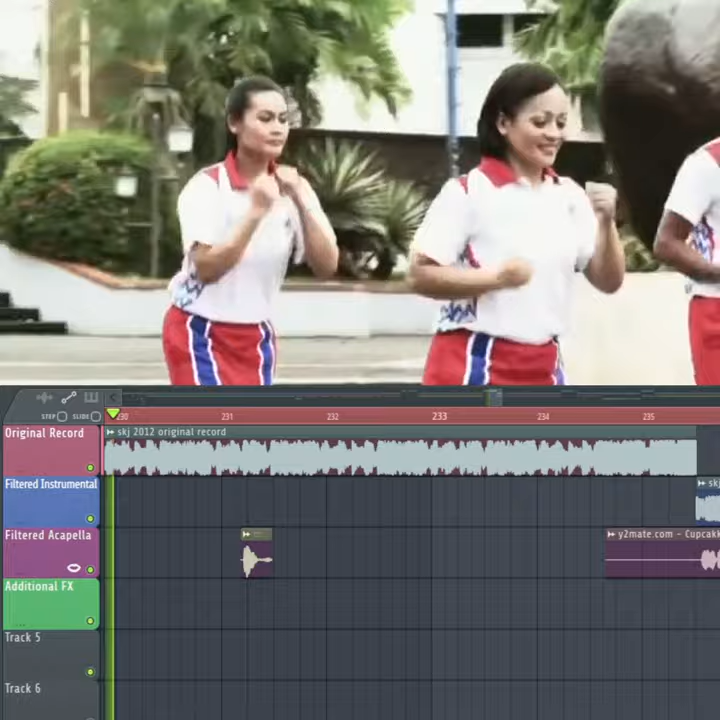 STEP SLIDE
230 231 232 233 234 235
Original Record
skj 2012 original record
Filtered Instrumental
skj
Filtered Acapella
y2mate.com - Cupcakk
Additional FX
Track 5
Track 6